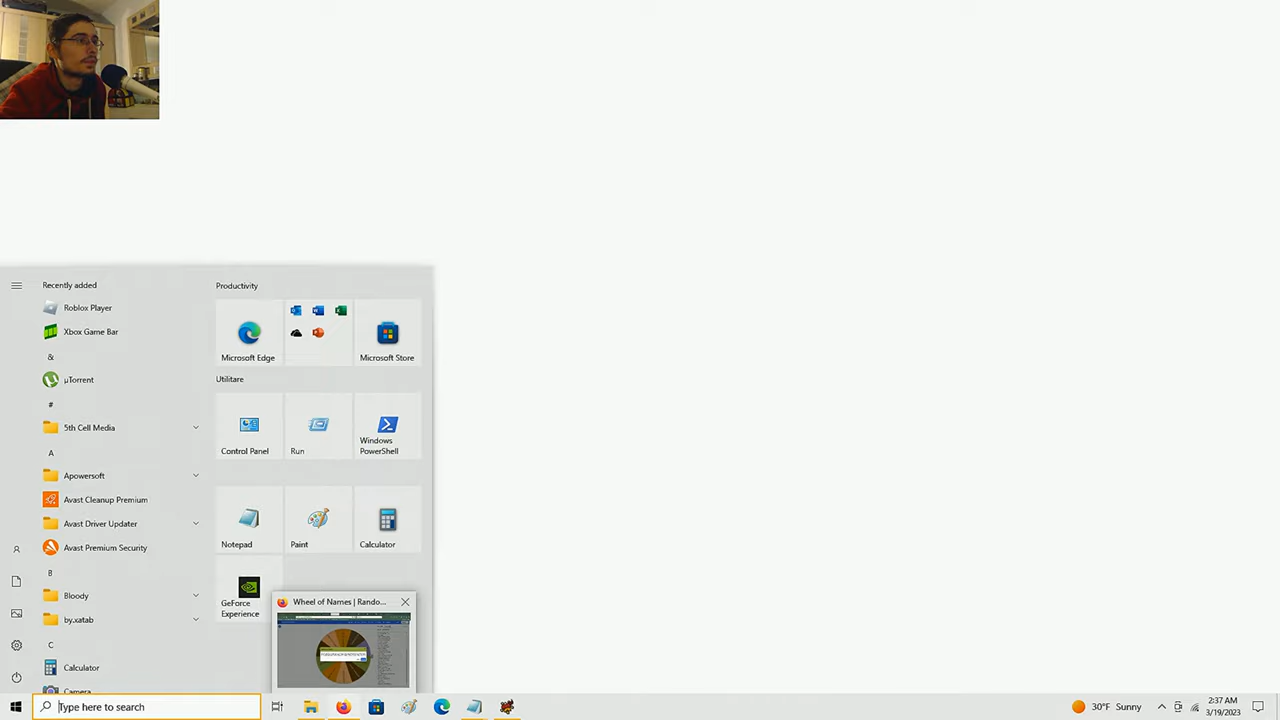 Recently added
Roblox Player
Xbox Game Bar
&
µTorrent
#
5th Cell Media
A
Apowersoft
Avast Cleanup Premium
Avast Driver Updater
Avast Premium Security
B
Bloody
by.xatab
C
Calculator
Camera
Productivity
Microsoft Edge
Microsoft Store
Utilitare
Control Panel
Run
Windows
PowerShell
Notepad
Paint
Calculator
GeForce
Experience
Wheel of Names | Rando...
Type here to search
30°F Sunny
2:37 AM
3/19/2023